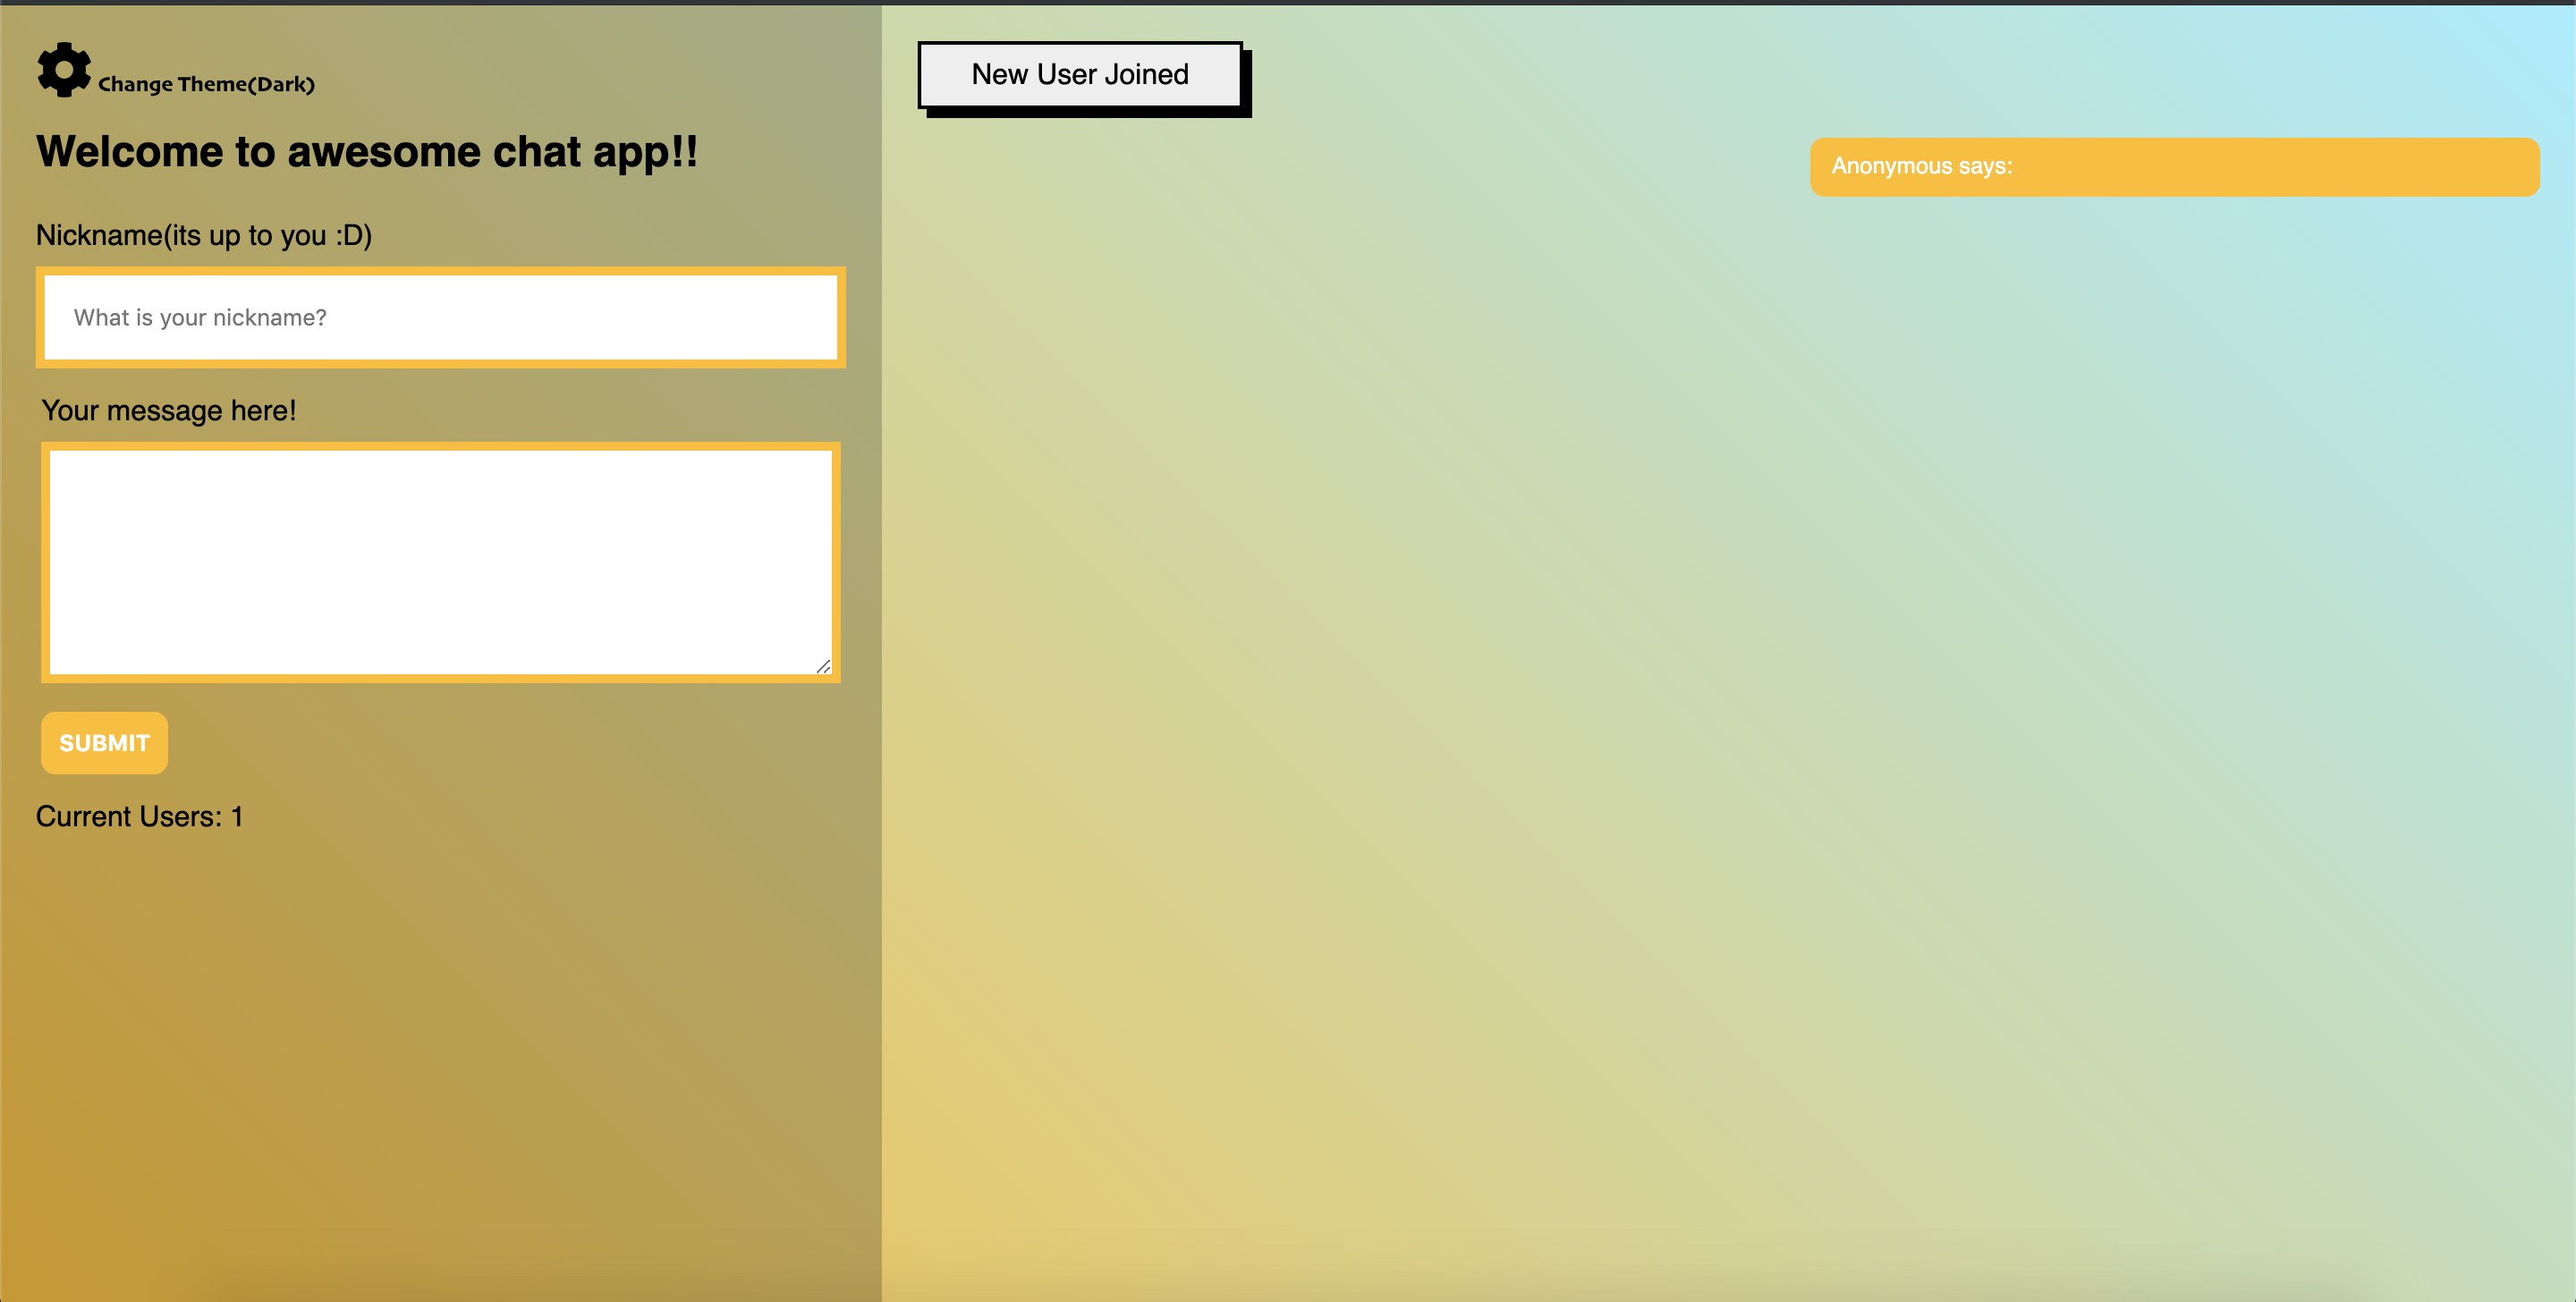 Change Theme(Dark)
Welcome to awesome chat app!!
Nickname(its up to you :D)
What is your nickname?
Your message here!
SUBMIT
Current Users: 1
New User Joined
Anonymous says: